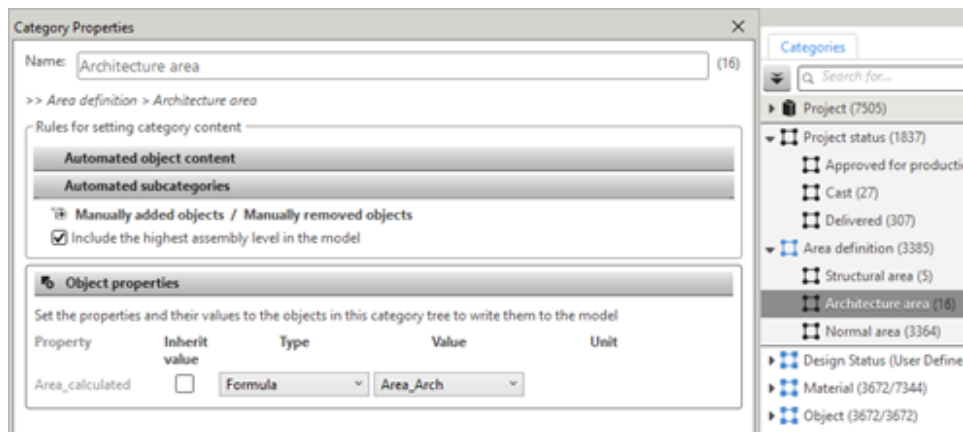 Category Properties
Name: Architecture area (16)
>> Area definition > Architecture area
Rules for setting category content
Automated object content
Automated subcategories
Manually added objects / Manually removed objects
Include the highest assembly level in the model
Object properties
Set the properties and their values to the objects in this category tree to write them to the model
Property Inherit value Type Value Unit
Area_calculated Formula Area_Arch
Categories
Search for...
Project (7505)
Project status (1837)
Approved for producti
Cast (27)
Delivered (307)
Area definition (3385)
Structural area (5)
Architecture area (16)
Normal area (3364)
Design Status (User Define
Material (3672/7344)
Object (3672/3672)